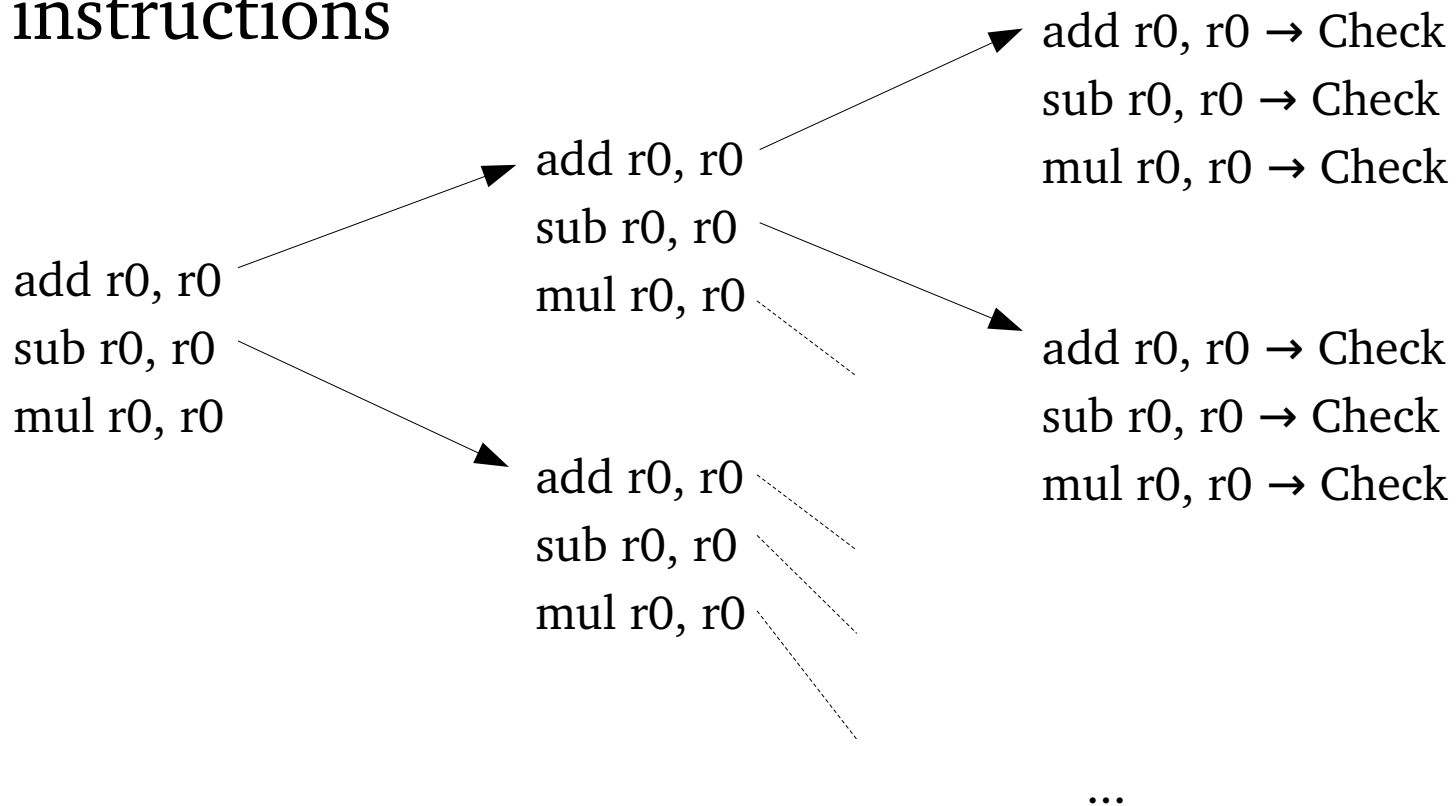 instructions
add r0, r0
sub r0, r0
mul r0, r0
add r0, r0
sub r0, r0
mul r0, r0
add r0, r0
sub r0, r0
mul r0, r0
add r0, r0 → Check
sub r0, r0 → Check
mul r0, r0 → Check
add r0, r0 → Check
sub r0, r0 → Check
mul r0, r0 → Check
...